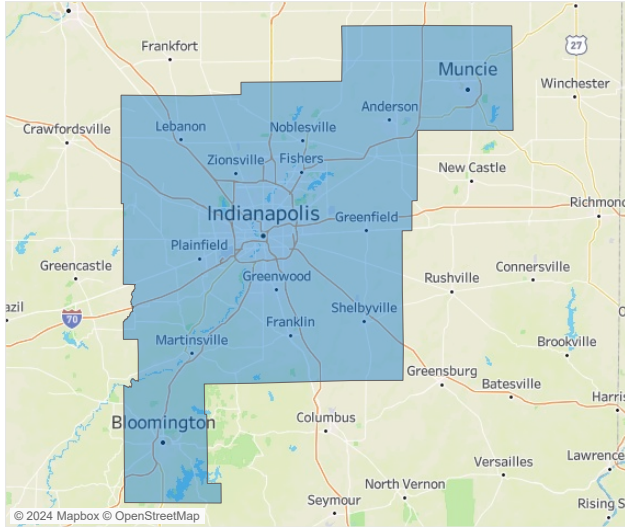 Frankfort
27
Muncie
Winchester
Anderson
Crawfordsville
Lebanon
Noblesville
Zionsville
Fishers
New Castle
Indianapolis
Greenfield
Richmond
Plainfield
Greencastle
Greenwood
Connersville
Rushville
azil
70
Shelbyville
Franklin
Martinsville
Brookville
Greensburg
Batesville
Harris
Bloomington
Columbus
Lawrence
Versailles
North Vernon
Seymour
Rising S
© 2024 Mapbox © OpenStreetMap